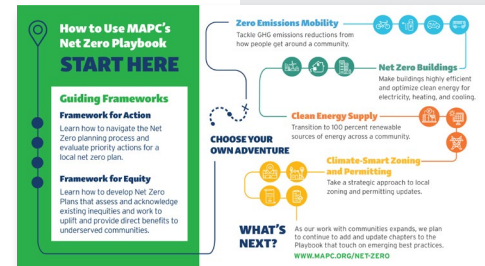 How to Use MAPC's
Net Zero Playbook
START HERE
Guiding Frameworks
Framework for Action
Learn how to navigate the Net
Zero planning process and
evaluate priority actions for a
local net zero plan.
Framework for Equity
Learn how to develop Net Zero
Plans that assess and acknowledge
existing inequities and work to
uplift and provide direct benefits to
underserved communities.
CHOOSE YOUR
OWN ADVENTURE
Zero Emissions Mobility
Tackle GHG emissions reductions from
how people get around a community.
Net Zero Buildings
Make buildings highly efficient
and optimize clean energy for
electricity, heating, and cooling.
Clean Energy Supply
Transition to 100 percent renewable
sources of energy across a community.
Climate-Smart Zoning
and Permitting
Take a strategic approach to local
zoning and permitting updates.
WHAT'S
NEXT?
As our work with communities expands, we plan
to continue to add and update chapters to the
Playbook that touch on emerging best practices.
WWW.MAPC.ORG/NET-ZERO